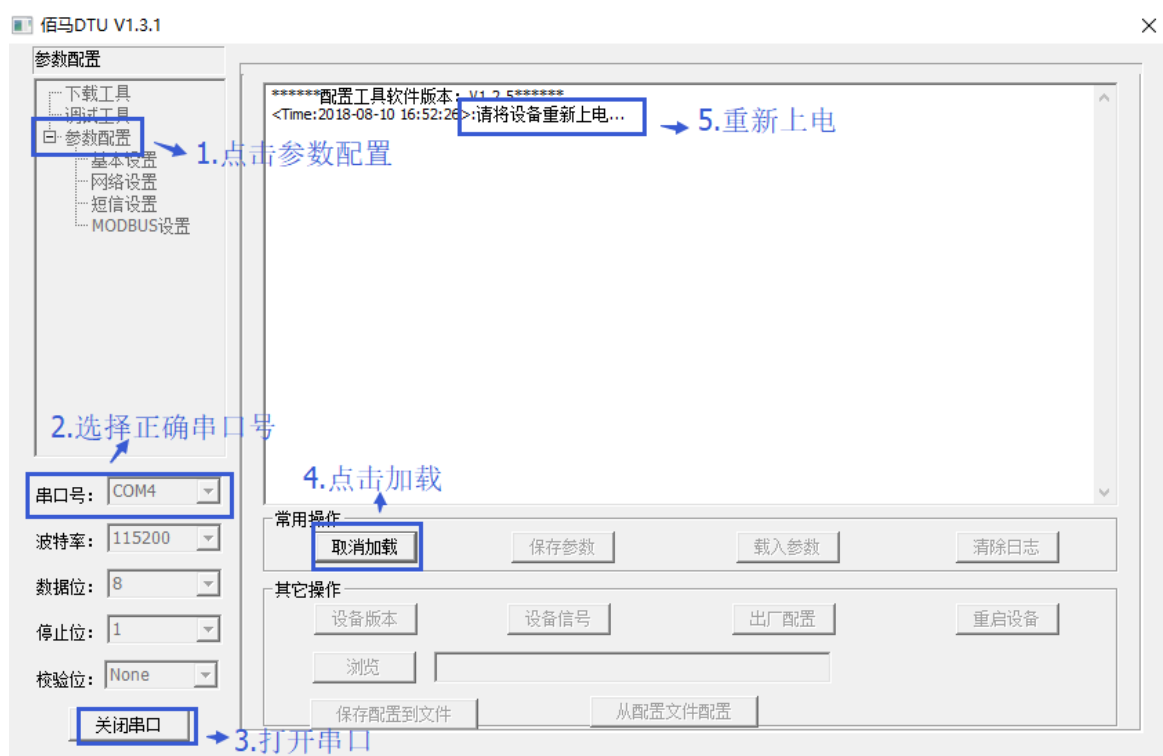 佰马DTU V1.3.1
参数配置
下载工具
调试工具
参数配置
基本设置
网络设置
短信设置
MODBUS设置
1.点击参数配置
******配置工具软件版本：V1.2.5******
<Time:2018-08-10 16:52:26>:请将设备重新上电...
5.重新上电
2.选择正确串口号
串口号： COM4
波特率： 115200
数据位： 8
停止位： 1
校验位： None
关闭串口
3.打开串口
4.点击加载
常用操作
取消加载 保存参数 载入参数 清除日志
其它操作
设备版本 设备信号 出厂配置 重启设备
浏览
保存配置到文件 从配置文件配置